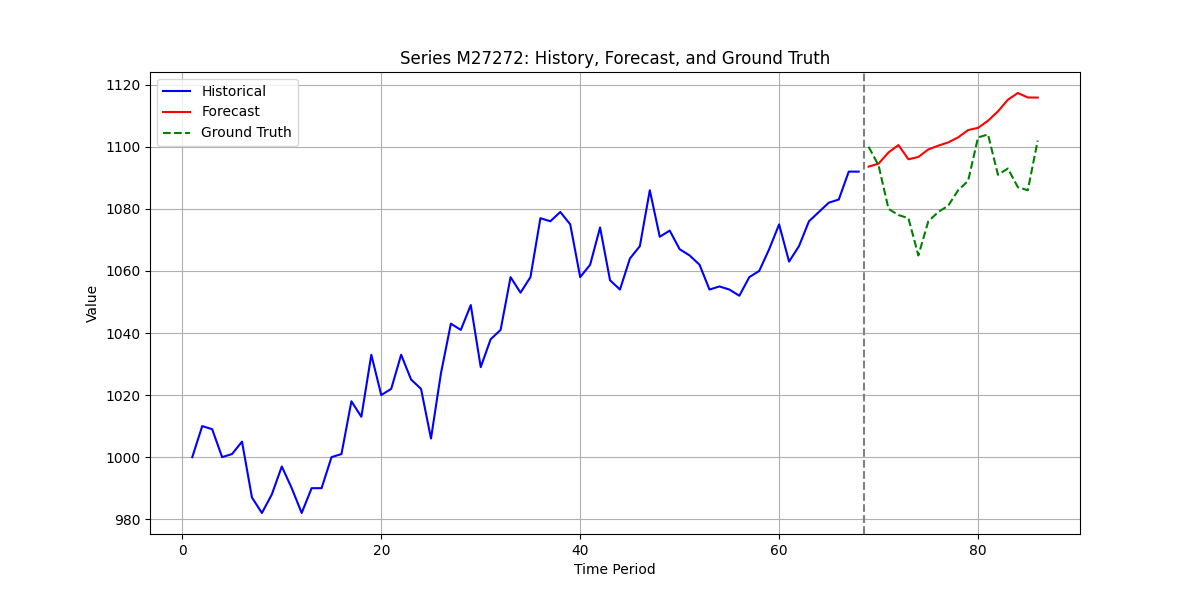 Series M27272: History, Forecast, and Ground Truth
Historical
Forecast
Ground Truth
1120
1100
1080
1060
1040
1020
1000
980
Value
0 20 40 60 80
Time Period